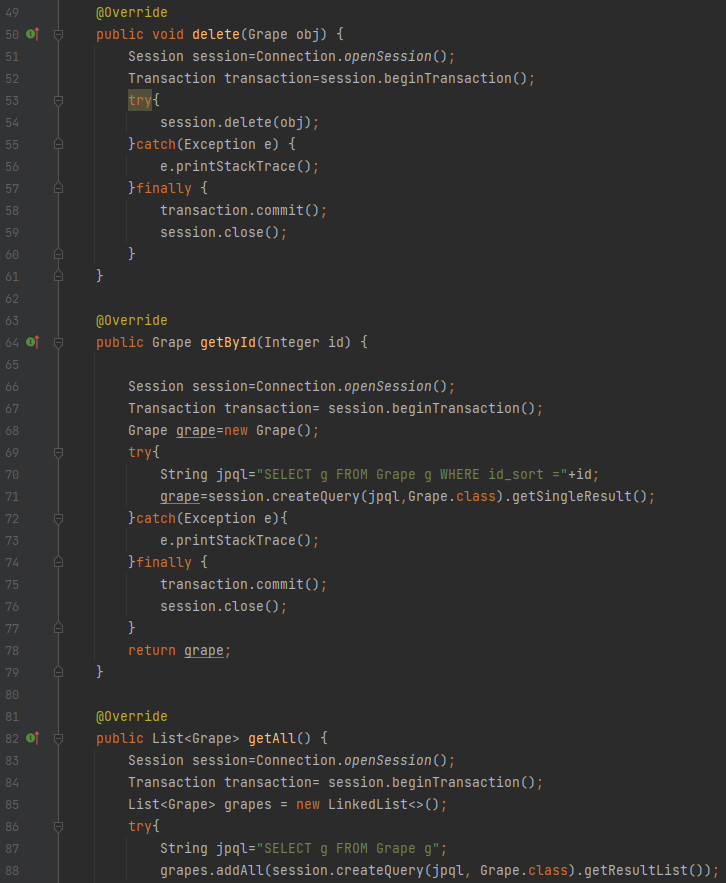 49 @Override
50 public void delete(Grape obj) {
51 Session session=Connection.openSession();
52 Transaction transaction=session.beginTransaction();
53 try{
54 session.delete(obj);
55 }catch(Exception e) {
56 e.printStackTrace();
57 }finally {
58 transaction.commit();
59 session.close();
60 }
61 }
62
63 @Override
64 public Grape getById(Integer id) {
65
66 Session session=Connection.openSession();
67 Transaction transaction= session.beginTransaction();
68 Grape grape=new Grape();
69 try{
70 String jpql="SELECT g FROM Grape g WHERE id_sort ="+id;
71 grape=session.createQuery(jpql,Grape.class).getSingleResult();
72 }catch(Exception e){
73 e.printStackTrace();
74 }finally {
75 transaction.commit();
76 session.close();
77 }
78 return grape;
79 }
80
81 @Override
82 public List<Grape> getAll() {
83 Session session=Connection.openSession();
84 Transaction transaction= session.beginTransaction();
85 List<Grape> grapes = new LinkedList<>();
86 try{
87 String jpql="SELECT g FROM Grape g";
88 grapes.addAll(session.createQuery(jpql, Grape.class).getResultList());